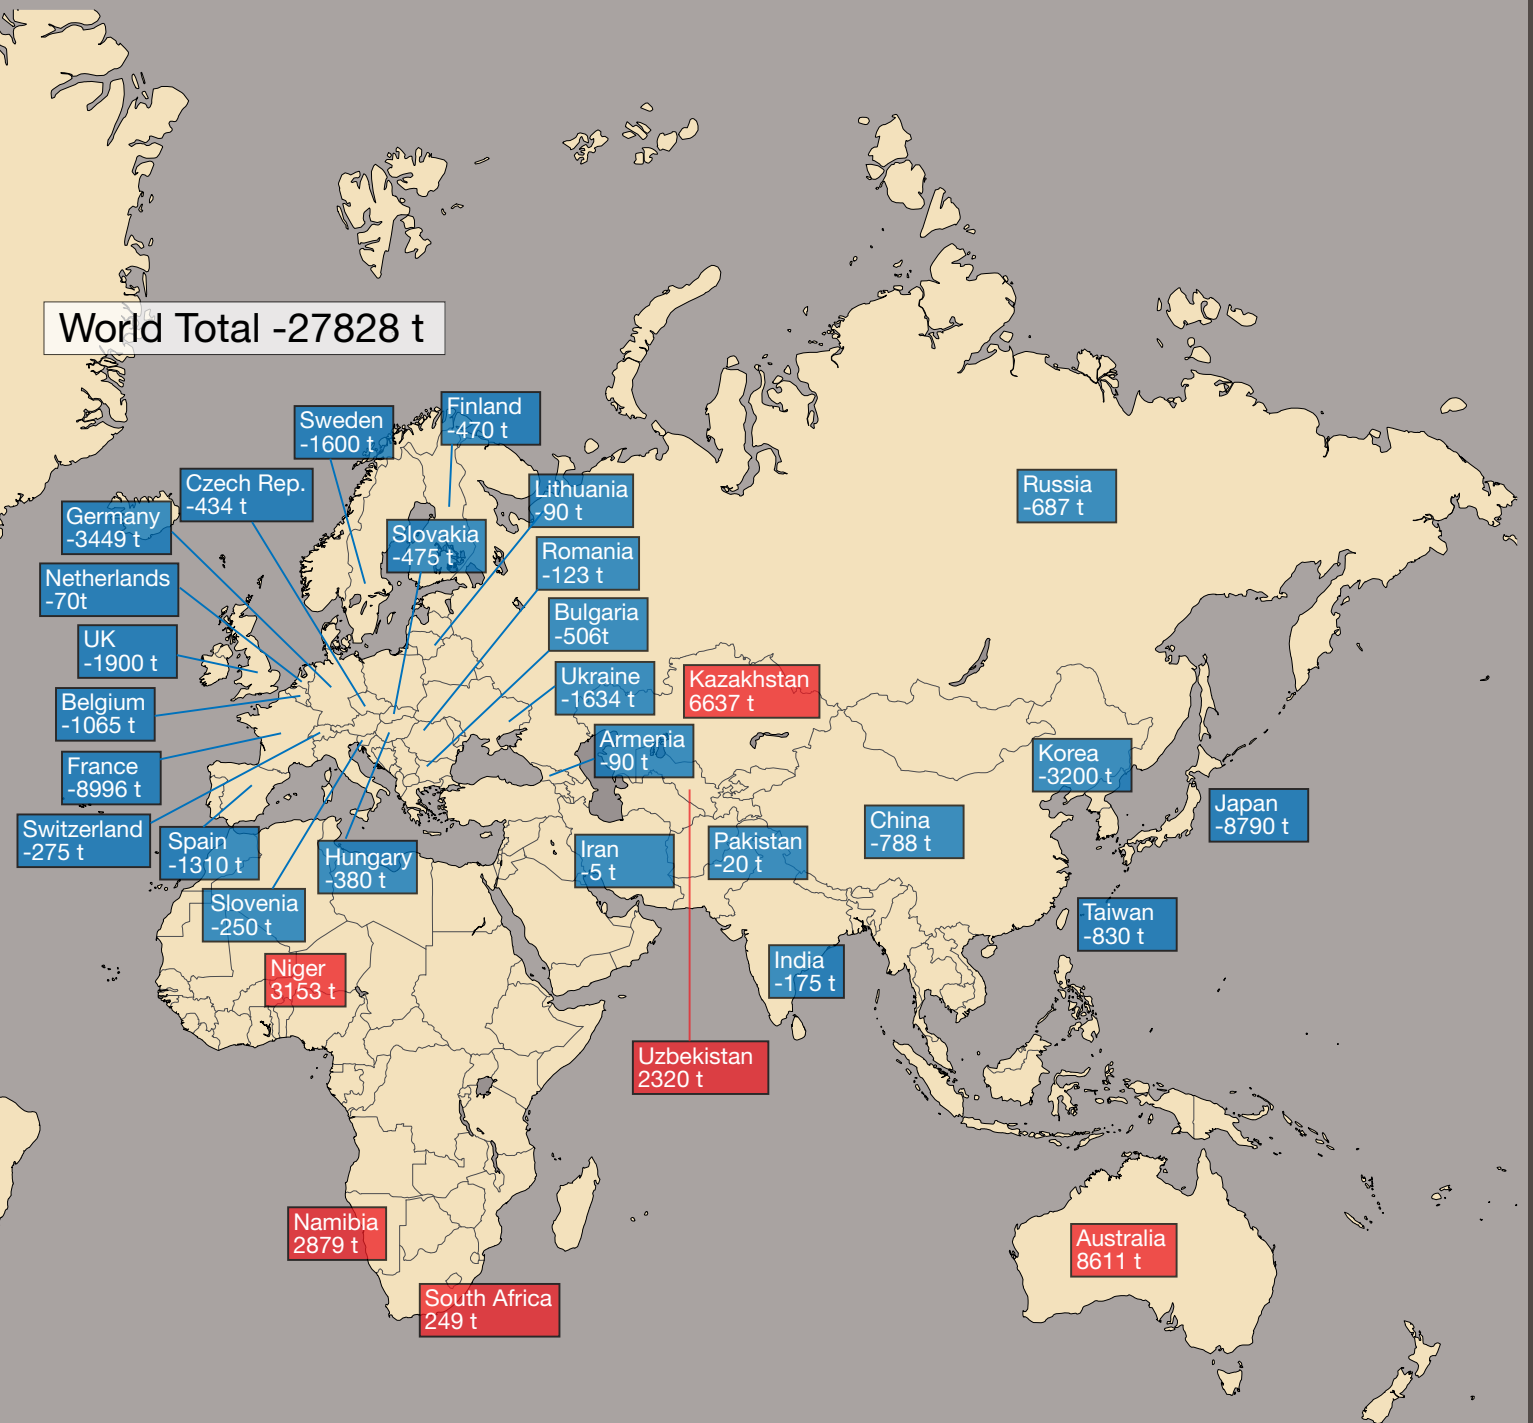 World Total -27828 t
Finland
-470 t
Sweden
-1600 t
Czech Rep.
-434 t
Lithuania
-90 t
Russia
-687 t
Germany
-3449 t
Slovakia
-475 t
Romania
-123 t
Netherlands
-70t
Bulgaria
-506t
UK
-1900 t
Ukraine
-1634 t
Kazakhstan
6637 t
Belgium
-1065 t
Armenia
-90 t
Korea
-3200 t
France
-8996 t
Japan
-8790 t
China
-788 t
Switzerland
-275 t
Spain
-1310 t
Hungary
-380 t
Iran
-5 t
Pakistan
-20 t
Slovenia
-250 t
Taiwan
-830 t
India
-175 t
Niger
3153 t
Uzbekistan
2320 t
Namibia
2879 t
Australia
8611 t
South Africa
249 t